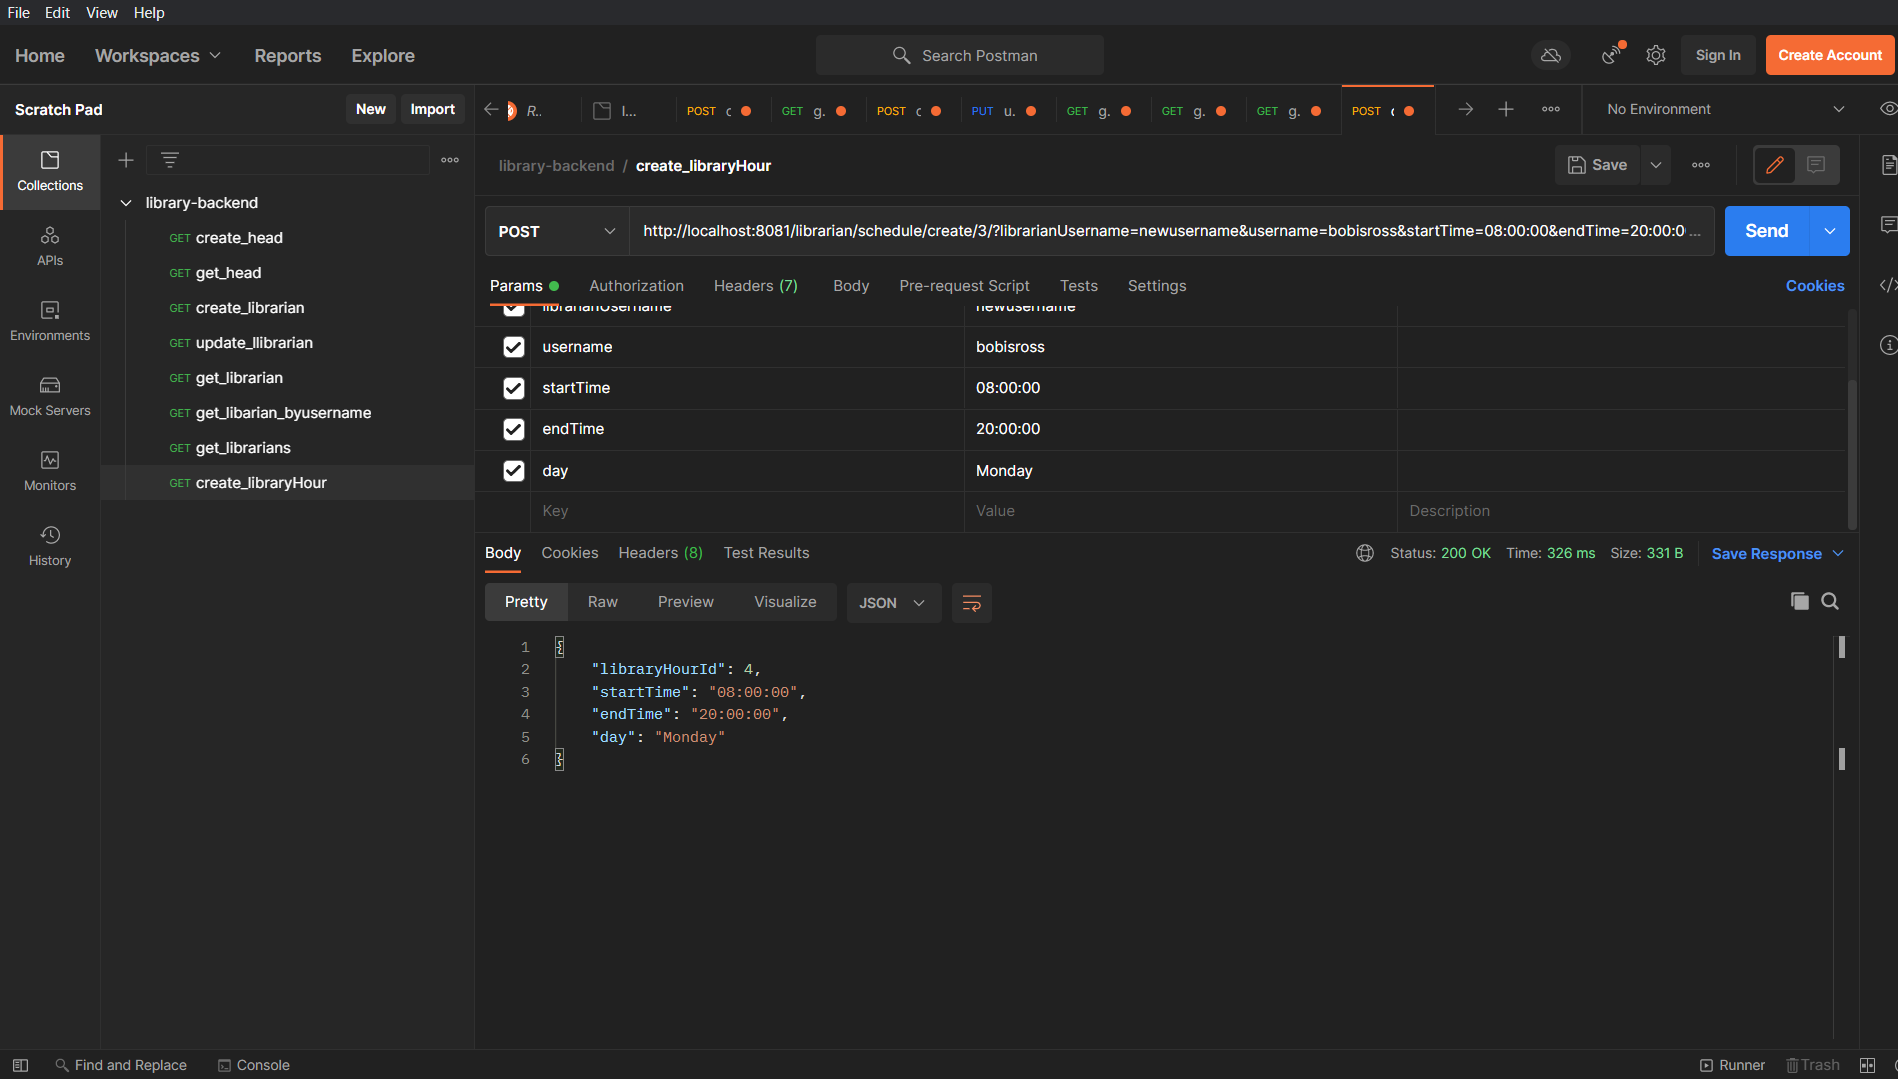 File Edit View Help
Home Workspaces Reports Explore Search Postman Sign In Create Account
Scratch Pad New Import
R.. I... POST c GET g. POST c PUT u. GET g. GET g. GET g. POST No Environment
Collections
APIs
Environments
Mock Servers
Monitors
History
library-backend
GET create_head
GET get_head
GET create_librarian
GET update_llibrarian
GET get_librarian
GET get_libarian_byusername
GET get_librarians
GET create_libraryHour
library-backend / create_libraryHour Save
POST http://localhost:8081/librarian/schedule/create/3/?librarianUsername=newusername&username=bobisross&startTime=08:00:00&endTime=20:00:0... Send
Params Authorization Headers (7) Body Pre-request Script Tests Settings Cookies
librarianUsername newusername
username bobisross
startTime 08:00:00
endTime 20:00:00
day Monday
Key Value Description
Body Cookies Headers (8) Test Results Status: 200 OK Time: 326 ms Size: 331 B Save Response
Pretty Raw Preview Visualize JSON
1 {
2 "libraryHourId": 4,
3 "startTime": "08:00:00",
4 "endTime": "20:00:00",
5 "day": "Monday"
6 }
Find and Replace Console Runner Trash